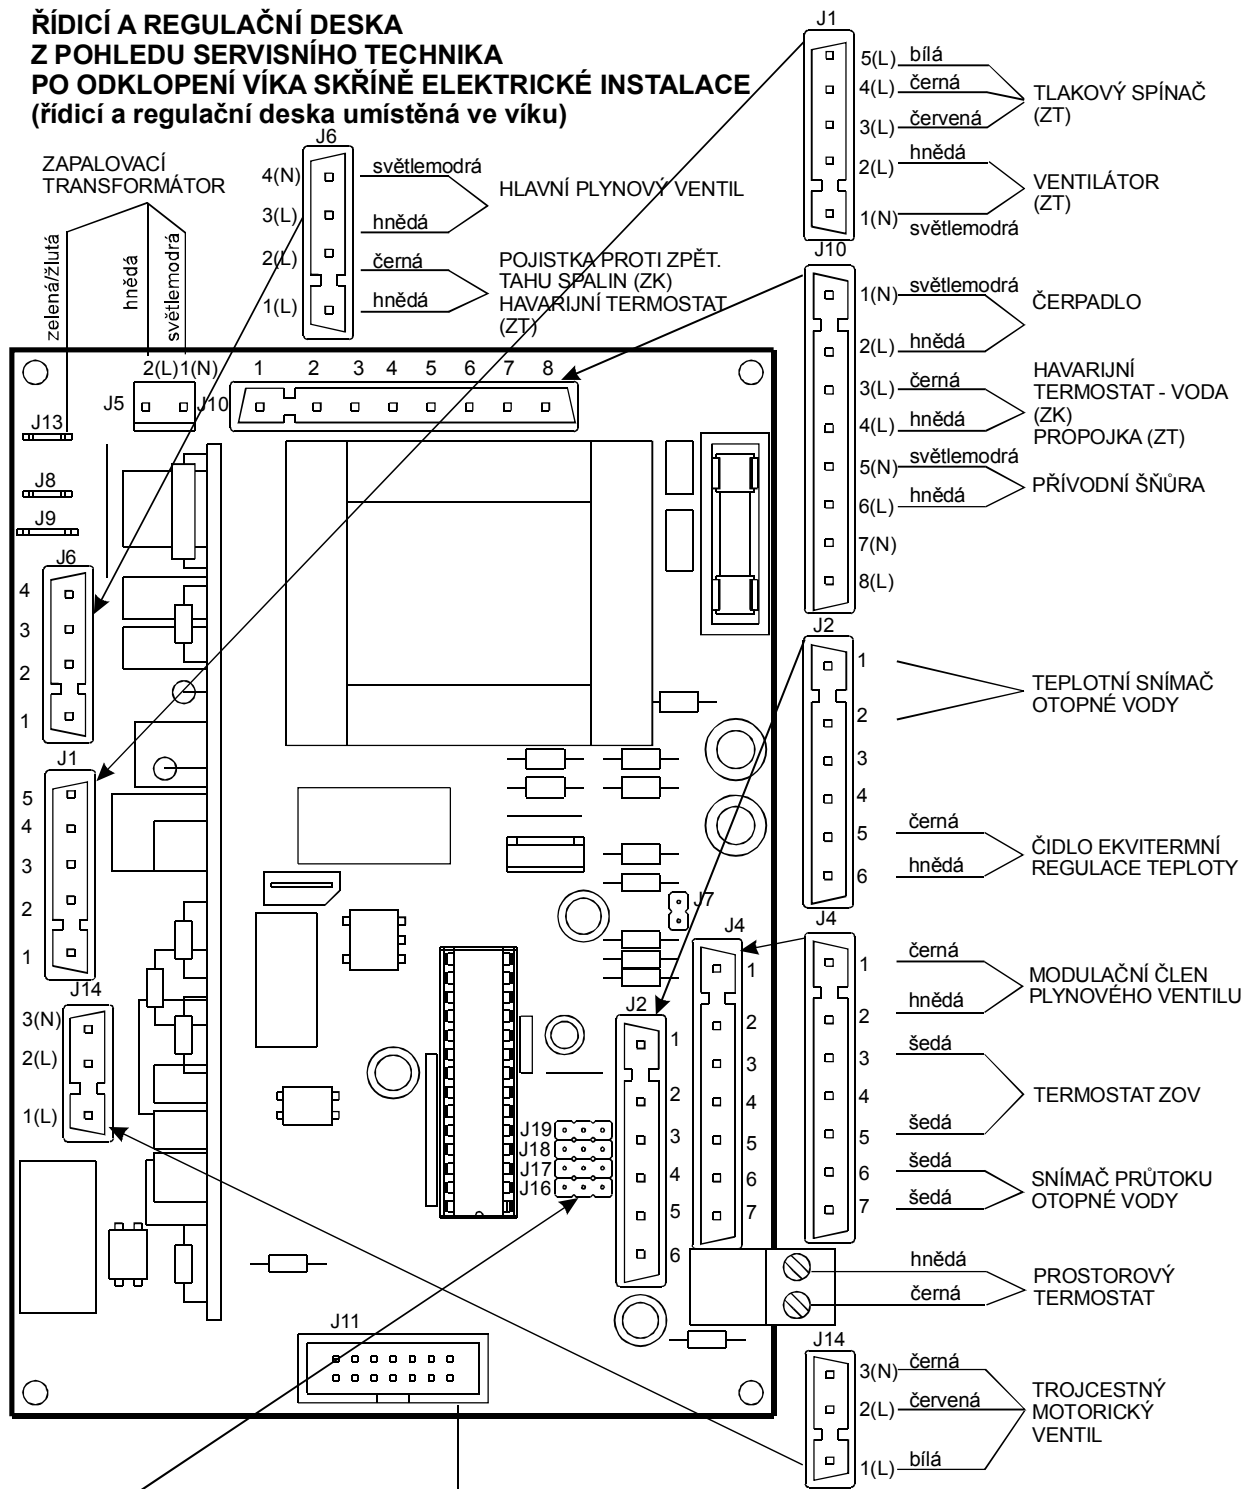 ŘÍDICÍ A REGULAČNÍ DESKA
Z POHLEDU SERVISNÍHO TECHNIKA
PO ODKLOPENÍ VÍKA SKŘÍNĚ ELEKTRICKÉ INSTALACE
(řídicí a regulační deska umístěná ve víku)
ZAPALOVACÍ
TRANSFORMÁTOR
zelená/žlutá
hnědá
světlemodrá
J6
4(N)
světlemodrá
3(L)
hnědá
HLAVNÍ PLYNOVÝ VENTIL
2(L)
černá
1(L)
hnědá
POJISTKA PROTI ZPĚT.
TAHU SPALIN (ZK)
HAVARIJNÍ TERMOSTAT
(ZT)
J1
5(L) bílá
4(L) černá
3(L) červená
TLAKOVÝ SPÍNAČ
(ZT)
2(L) hnědá
1(N) světlemodrá
VENTILÁTOR
(ZT)
J10
1(N) světlemodrá
2(L) hnědá
ČERPADLO
3(L) černá
4(L) hnědá
HAVARIJNÍ
TERMOSTAT - VODA
(ZK)
PROPOJKA (ZT)
5(N) světlemodrá
6(L) hnědá
PŘÍVODNÍ ŠŇŮRA
7(N)
8(L)
J2
1
2
3
4
5
6
TEPLOTNÍ SNÍMAČ
OTOPNÉ VODY
černá
hnědá
ČIDLO EKVITERMNÍ
REGULACE TEPLOTY
J4
1
2
3
4
5
6
7
černá
hnědá
MODULAČNÍ ČLEN
PLYNOVÉHO VENTILU
šedá
šedá
TERMOSTAT ZOV
šedá
šedá
SNÍMAČ PRŮTOKU
OTOPNÉ VODY
hnědá
černá
PROSTOROVÝ
TERMOSTAT
J14
3(N) černá
2(L) červená
1(L) bílá
TROJCESTNÝ
MOTORICKÝ
VENTIL
2(L) 1(N)
J5
J10
1 2 3 4 5 6 7 8
J13
J8
J9
J6
4
3
2
1
J1
5
4
3
2
1
J14
3(N)
2(L)
1(L)
J7
J4
1
2
3
4
5
6
7
J2
1
2
3
4
5
6
J19
J18
J17
J16
J11